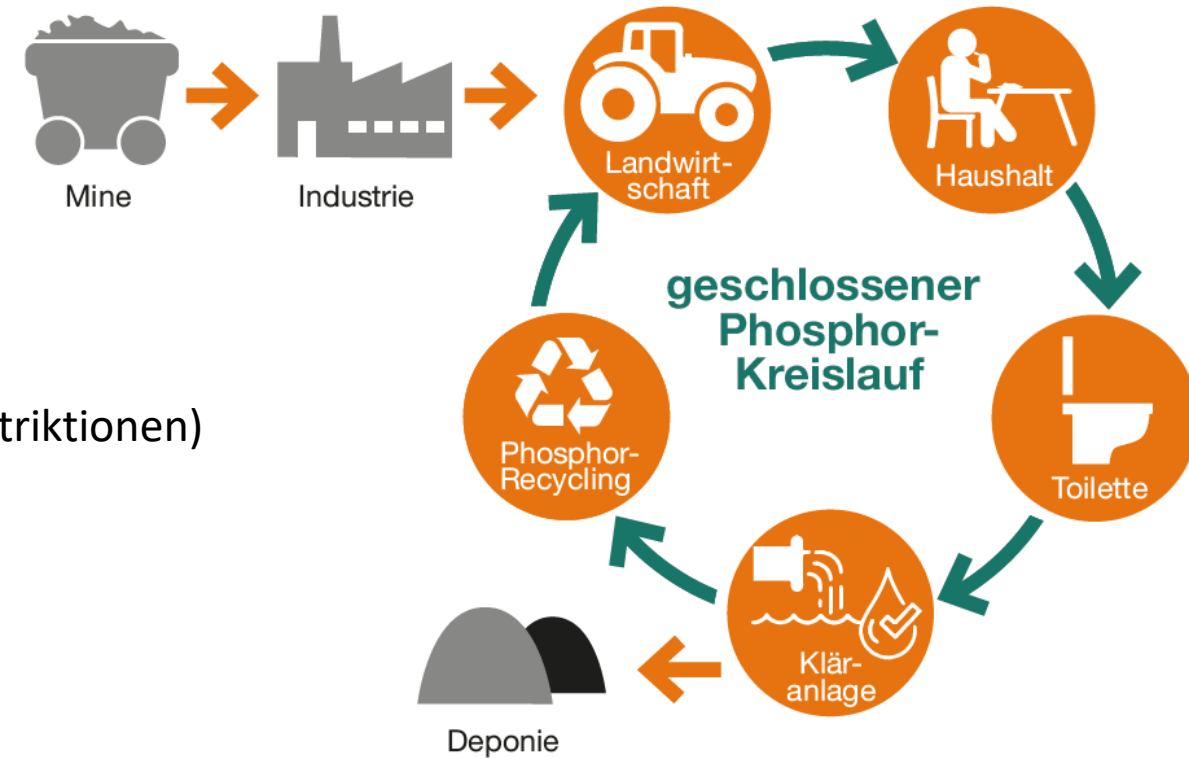 Mine
Industrie
Landwirt-
schaft
Haushalt
geschlossener
Phosphor-
Kreislauf
triktionen)
Phosphor-
Recycling
Toilette
Klär-
anlage
Deponie